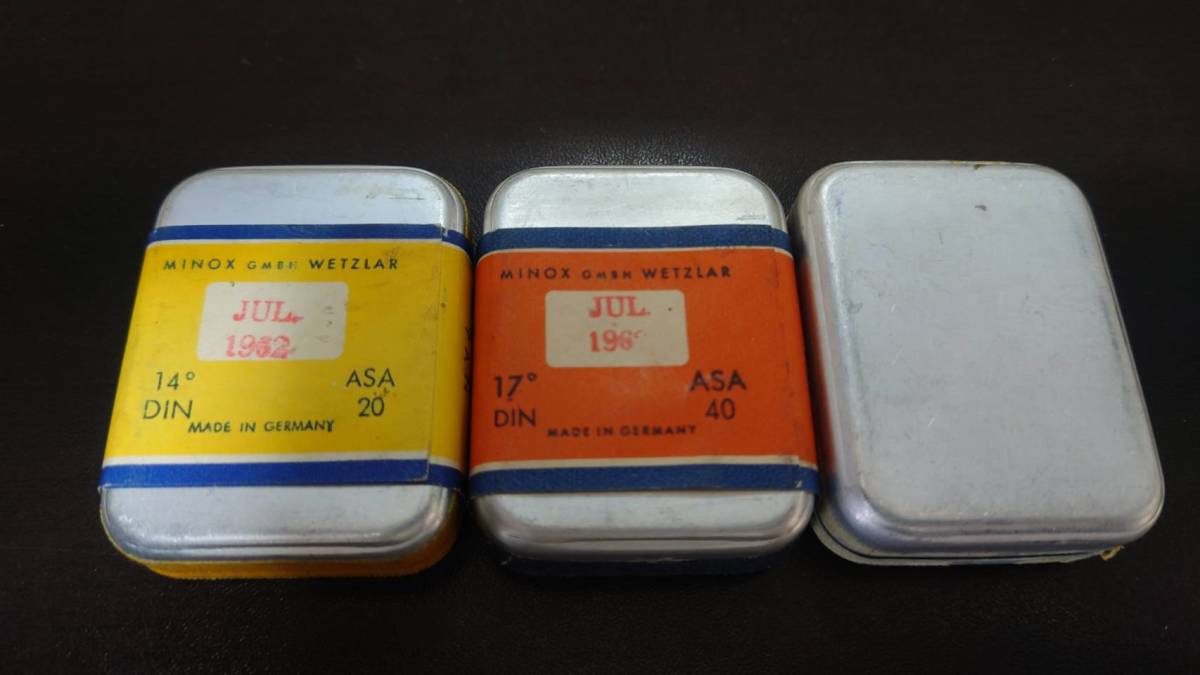 MINOX GMBH WETZLAR
JUL.
1962
14° ASA
DIN 20
MADE IN GERMANY
MINOX GMBH WETZLAR
JUL
17° ASA
DIN 40
MADE IN GERMANY